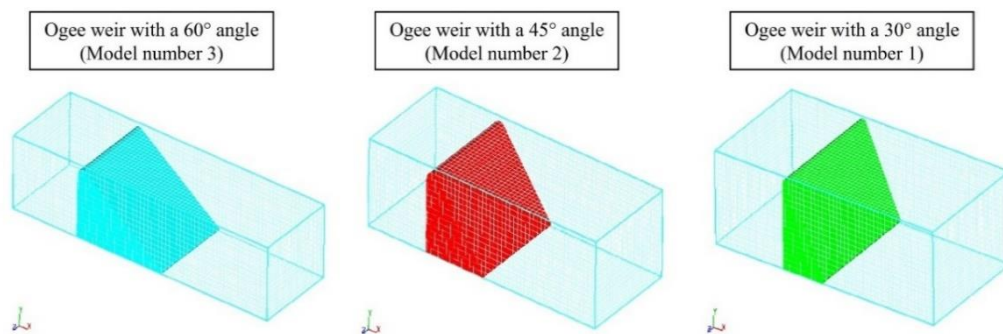 Ogee weir with a 60° angle
(Model number 3)
Ogee weir with a 45° angle
(Model number 2)
Ogee weir with a 30° angle
(Model number 1)
Y
Z
X
Y
Z
X
Y
Z
X